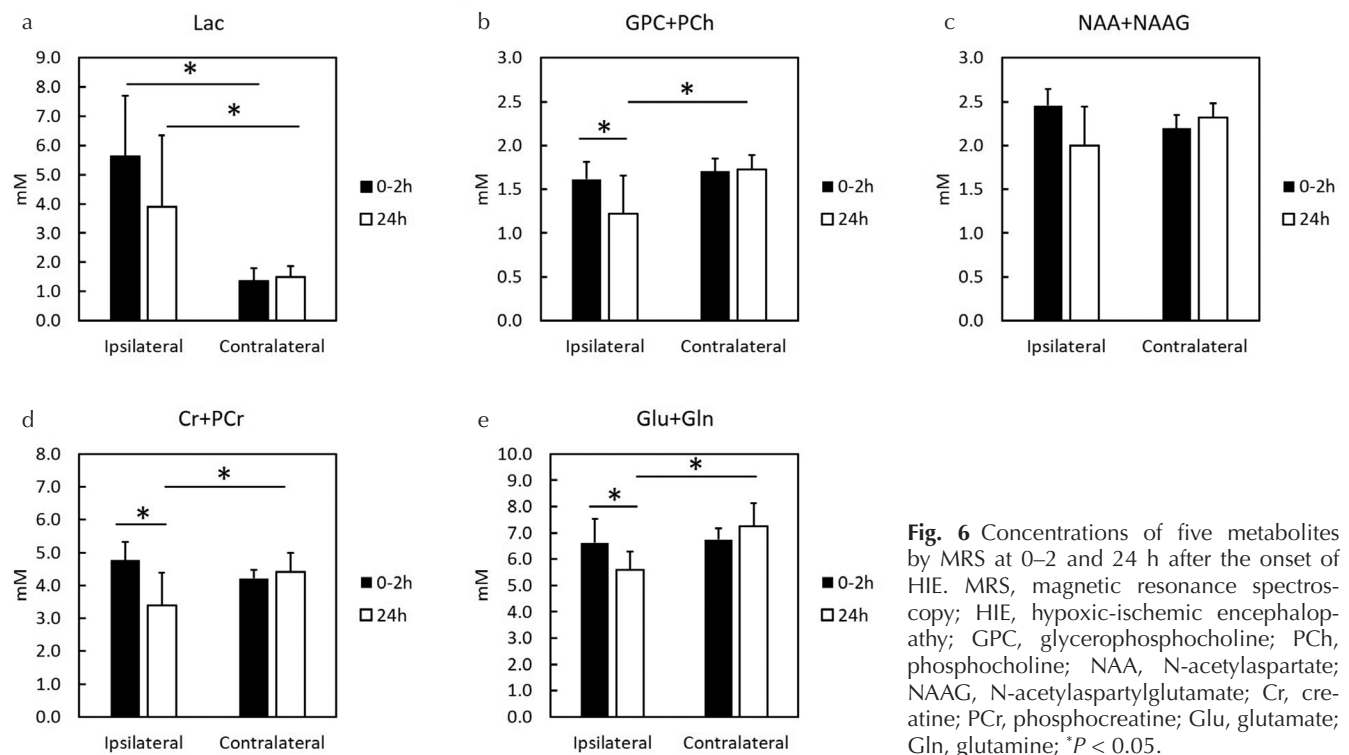 a
Lac
9.0
8.0
7.0
6.0
5.0
4.0
3.0
2.0
1.0
0.0
mM
*
*
Ipsilateral
Contralateral
0-2h
24h
b
GPC+PCh
3.0
2.5
2.0
1.5
1.0
0.5
0.0
mM
*
*
Ipsilateral
Contralateral
0-2h
24h
c
NAA+NAAG
3.0
2.5
2.0
1.5
1.0
0.5
0.0
mM
Ipsilateral
Contralateral
0-2h
24h
d
Cr+PCr
8.0
7.0
6.0
5.0
4.0
3.0
2.0
1.0
0.0
mM
*
*
Ipsilateral
Contralateral
0-2h
24h
e
Glu+Gln
10.0
9.0
8.0
7.0
6.0
5.0
4.0
3.0
2.0
1.0
0.0
mM
*
*
Ipsilateral
Contralateral
0-2h
24h
Fig. 6 Concentrations of five metabolites
by MRS at 0–2 and 24 h after the onset of
HIE. MRS, magnetic resonance spectros-
copy; HIE, hypoxic-ischemic encephalop-
athy; GPC, glycerophosphocholine; PCh,
phosphocholine; NAA, N-acetylaspartate;
NAAG, N-acetylaspartylglutamate; Cr, cre-
atine; PCr, phosphocreatine; Glu, glutamate;
Gln, glutamine; *P < 0.05.